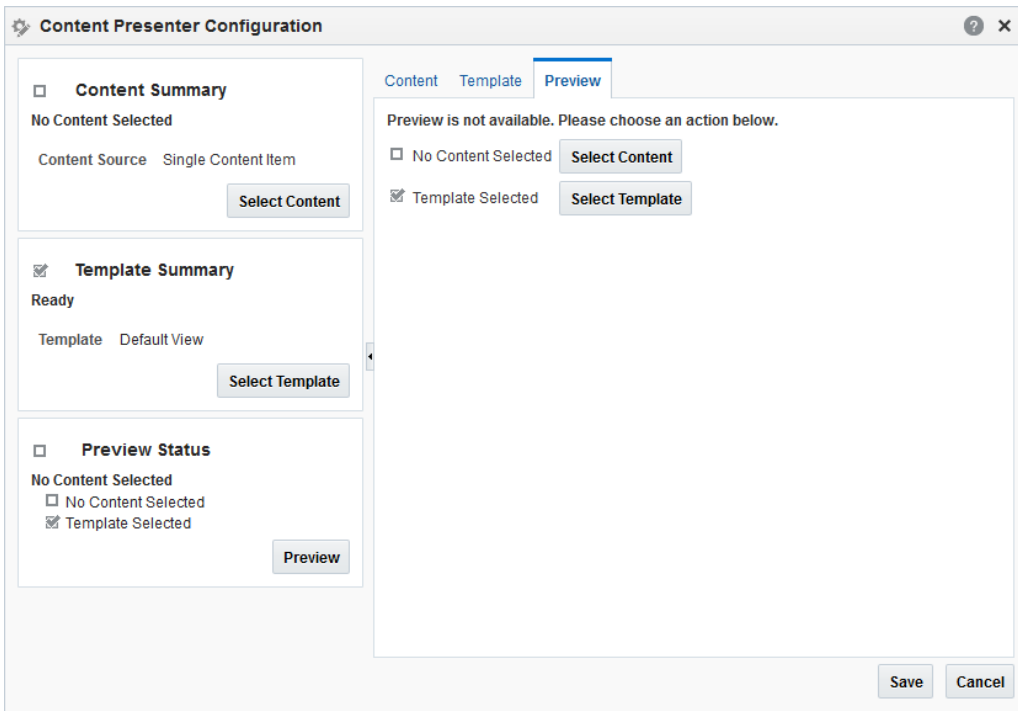 Content Presenter Configuration
Content Summary
No Content Selected
Content Source Single Content Item
Select Content
Template Summary
Ready
Template Default View
Select Template
Preview Status
No Content Selected
No Content Selected
Template Selected
Preview
Content Template Preview
Preview is not available. Please choose an action below.
No Content Selected Select Content
Template Selected Select Template
Save Cancel